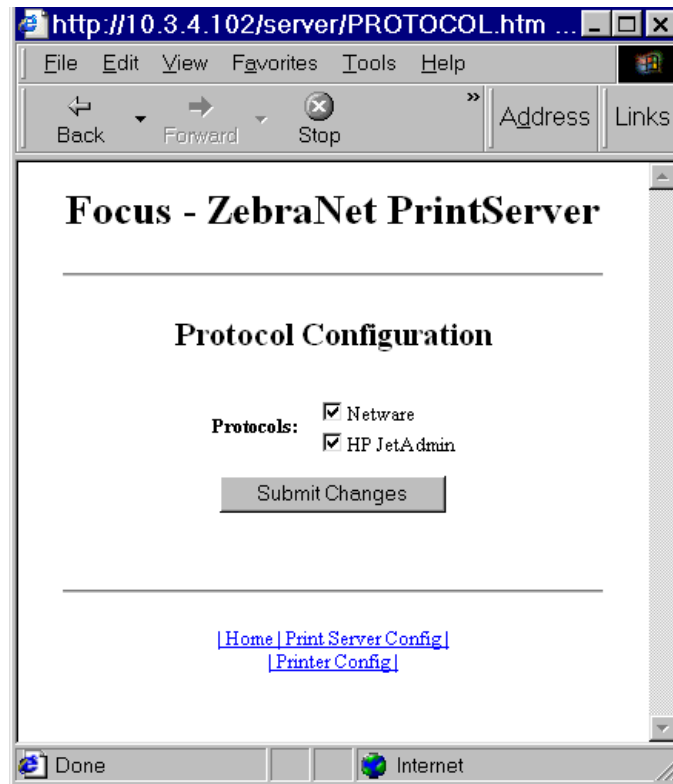 http://10.3.4.102/server/PROTOCOL.htm ...
File Edit View Favorites Tools Help
Back Forward Stop » Address Links
Focus - ZebraNet PrintServer
Protocol Configuration
Protocols:
Netware
HP JetAdmin
Submit Changes
| Home | Print Server Config |
| Printer Config |
Done Internet